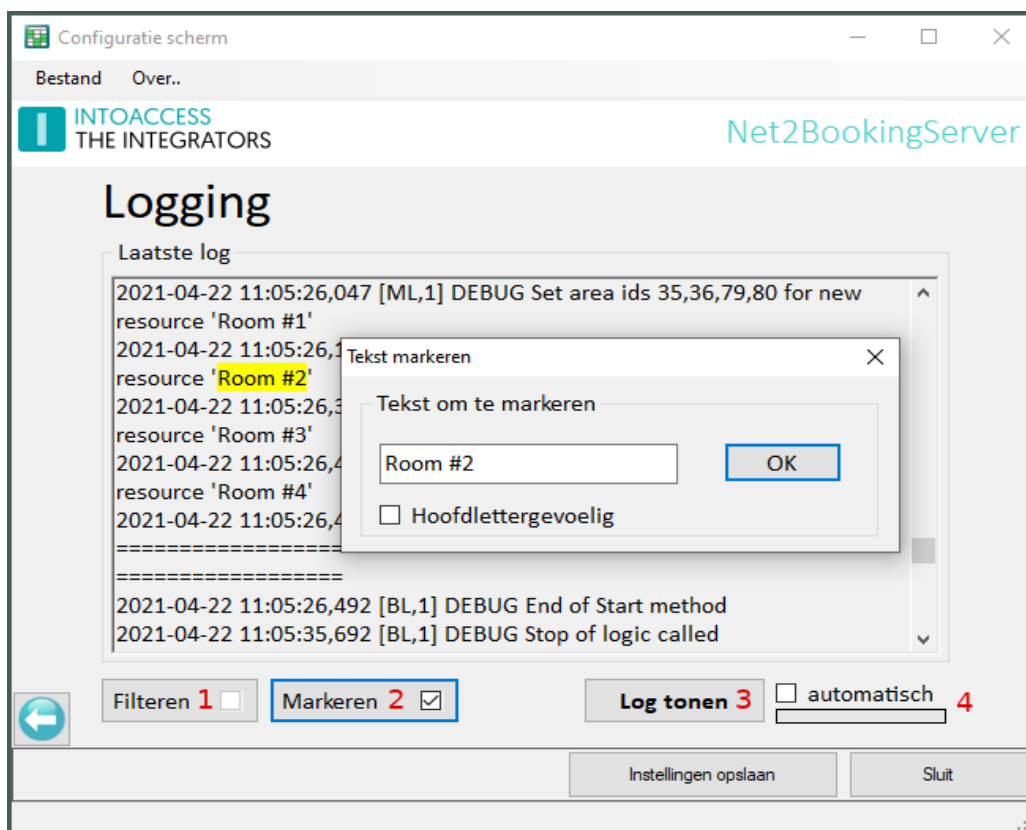 Configuratie scherm
Bestand Over..
INTOACCESS
THE INTEGRATORS
Net2BookingServer
Logging
Laatste log
2021-04-22 11:05:26,047 [ML,1] DEBUG Set area ids 35,36,79,80 for new
resource 'Room #1'
2021-04-22 11:05:26,1
resource 'Room #2'
2021-04-22 11:05:26,3
resource 'Room #3'
2021-04-22 11:05:26,4
resource 'Room #4'
2021-04-22 11:05:26,4
==================
==================
2021-04-22 11:05:26,492 [BL,1] DEBUG End of Start method
2021-04-22 11:05:35,692 [BL,1] DEBUG Stop of logic called
Tekst markeren
Tekst om te markeren
Room #2
OK
Hoofdlettergevoelig
Filteren 1
Markeren 2
Log tonen 3
automatisch 4
Instellingen opslaan
Sluit